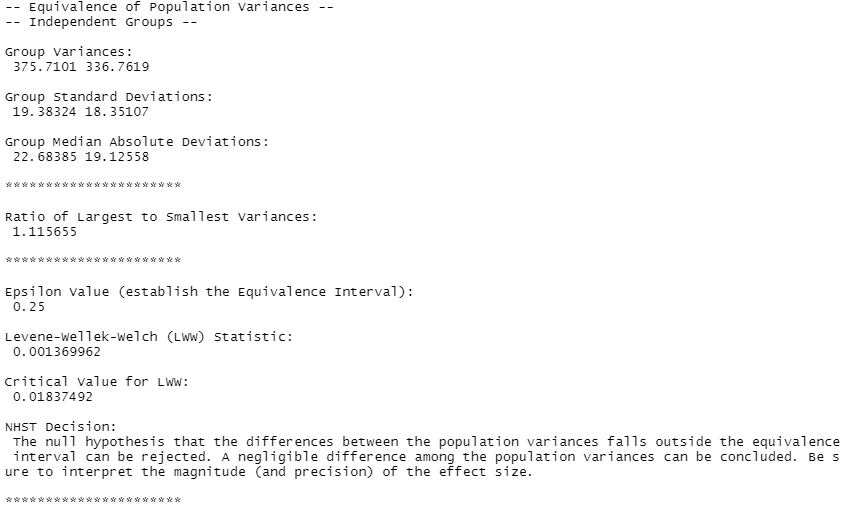 -- Equivalence of Population Variances --
-- Independent Groups --
Group Variances:
375.7101 336.7619
Group Standard Deviations:
19.38324 18.35107
Group Median Absolute Deviations:
22.68385 19.12558
**********************
Ratio of Largest to Smallest Variances:
1.115655
**********************
Epsilon Value (establish the Equivalence Interval):
0.25
Levene-Wellek-Welch (LWW) Statistic:
0.001369962
Critical Value for LWW:
0.01837492
NHST Decision:
The null hypothesis that the differences between the population variances falls outside the equivalence
interval can be rejected. A negligible difference among the population variances can be concluded. Be s
ure to interpret the magnitude (and precision) of the effect size.
**********************